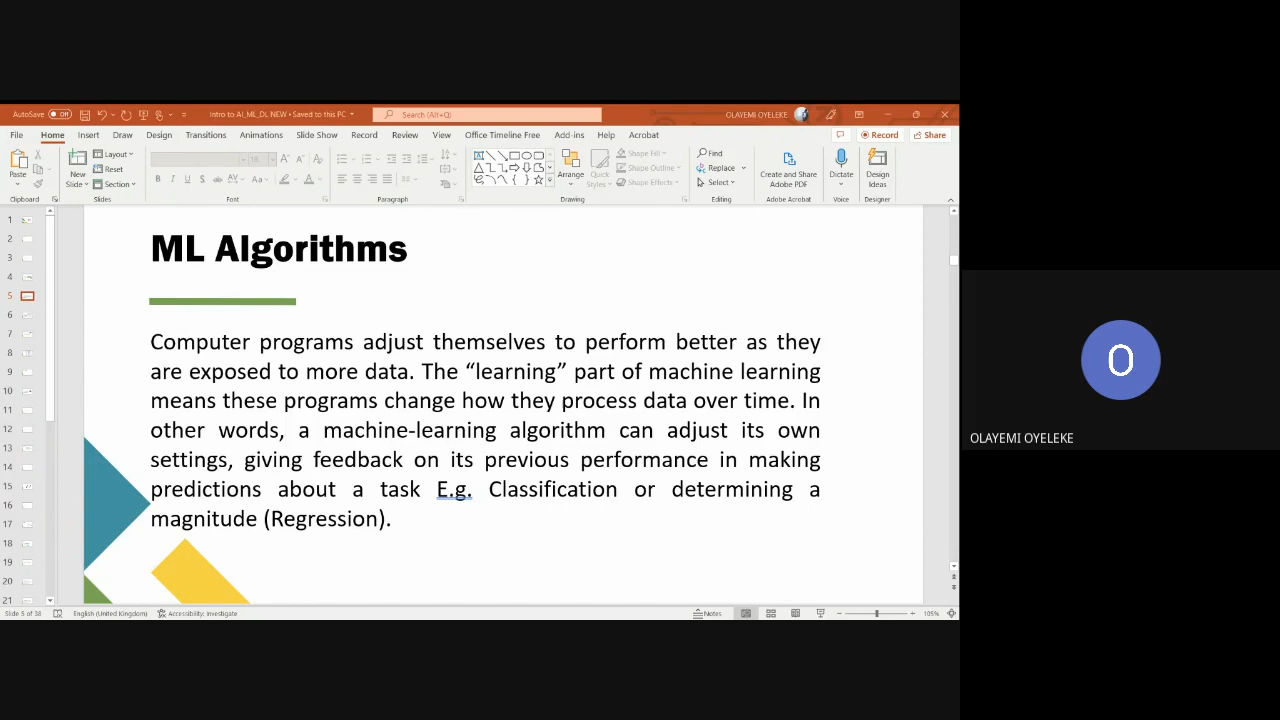 AutoSave Off Intro to AI_ML_DL NEW • Saved to this PC Search (Alt+Q) OLAYEMI OYELEKE
File Home Insert Draw Design Transitions Animations Slide Show Record Review View Office Timeline Free Add-ins Help Acrobat Record Share
Paste New Slide Layout Reset Section 18 Arrange Quick Styles Shape Fill Shape Outline Shape Effects Find Replace Select Create and Share Adobe PDF Dictate Design Ideas
Clipboard Slides Font Paragraph Drawing Editing Adobe Acrobat Voice Designer
1
2
3
4
5
6
7
8
9
10
11
12
13
14
15
16
17
18
19
20
21
ML Algorithms
Computer programs adjust themselves to perform better as they
are exposed to more data. The “learning” part of machine learning
means these programs change how they process data over time. In
other words, a machine-learning algorithm can adjust its own
settings, giving feedback on its previous performance in making
predictions about a task E.g. Classification or determining a
magnitude (Regression).
Slide 5 of 38 English (United Kingdom) Accessibility: Investigate Notes 105%
O
OLAYEMI OYELEKE